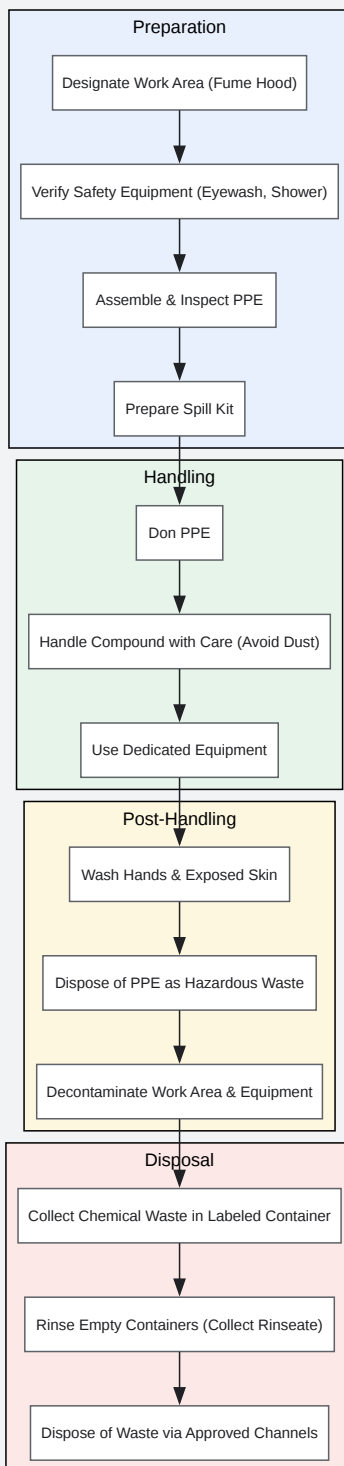 Preparation
Designate Work Area (Fume Hood)
Verify Safety Equipment (Eyewash, Shower)
Assemble & Inspect PPE
Prepare Spill Kit
Handling
Don PPE
Handle Compound with Care (Avoid Dust)
Use Dedicated Equipment
Post-Handling
Wash Hands & Exposed Skin
Dispose of PPE as Hazardous Waste
Decontaminate Work Area & Equipment
Disposal
Collect Chemical Waste in Labeled Container
Rinse Empty Containers (Collect Rinseate)
Dispose of Waste via Approved Channels